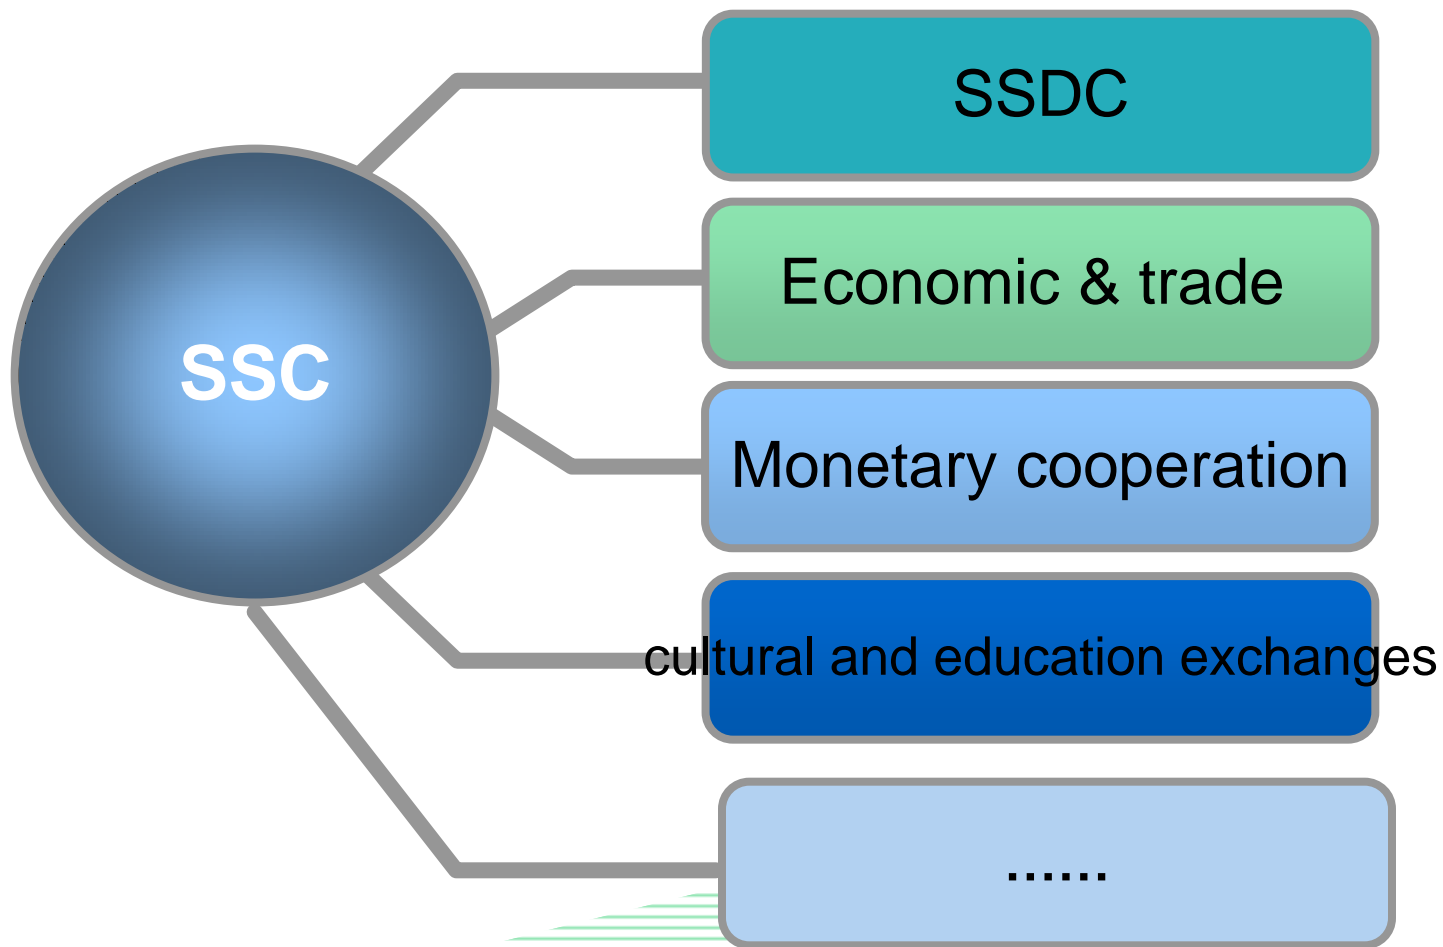 SSDC
Economic & trade
SSC
Monetary cooperation
cultural and education exchanges
......